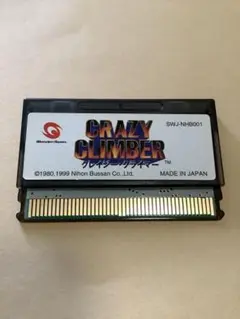 SWJ-NHB001
WonderSwan
CRAZY
CLIMBER
クレイジークライマー
TM
©1980,1999 Nihon Bussan Co.,Ltd.
MADE IN JAPAN